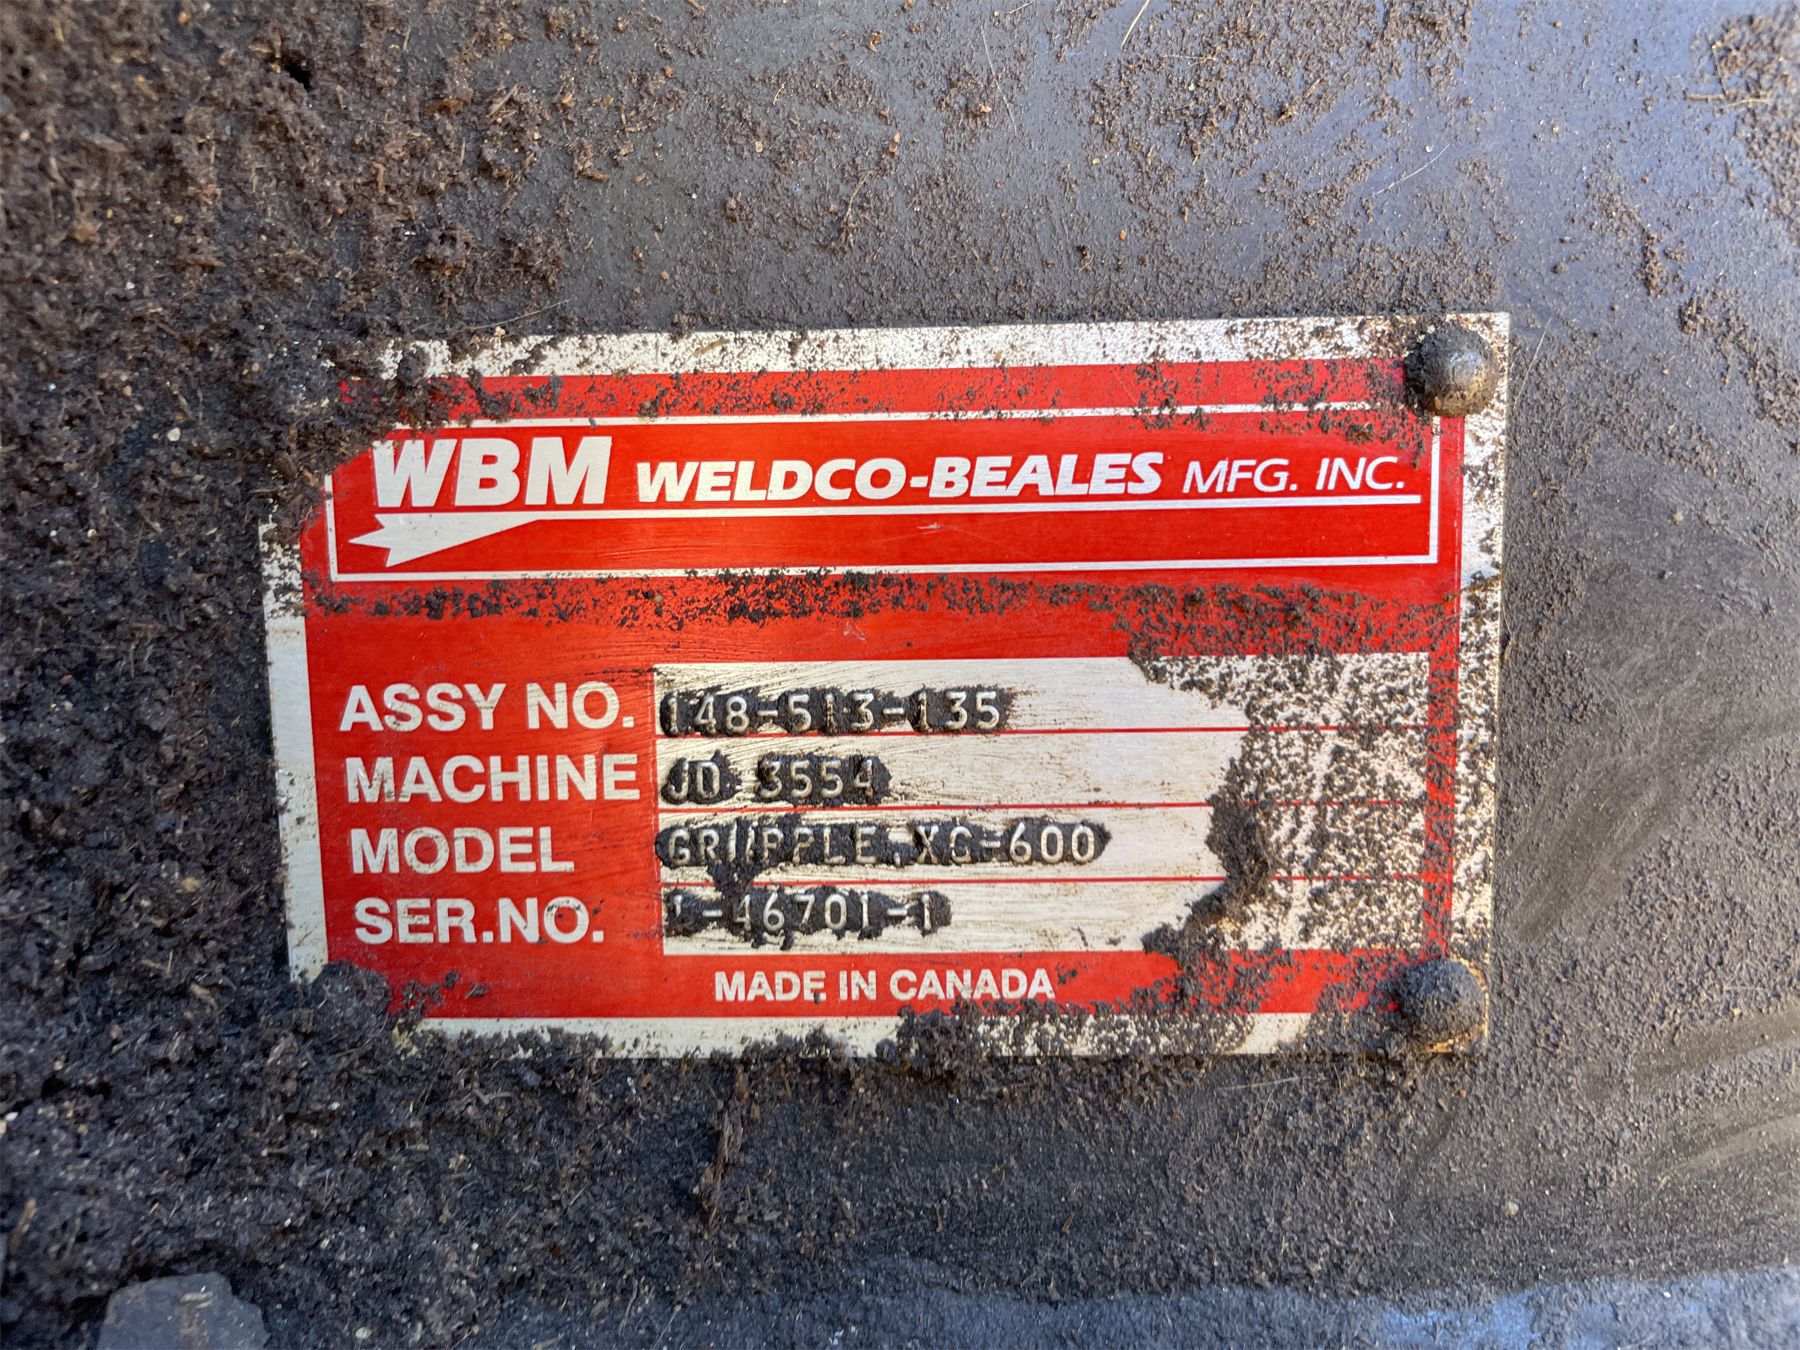 WBM WELDCO-BEALES MFG. INC.
ASSY NO. 148-513-135
MACHINE JD 3554
MODEL GRAPPLE, XG-600
SER.NO. L-46701-1
MADE IN CANADA